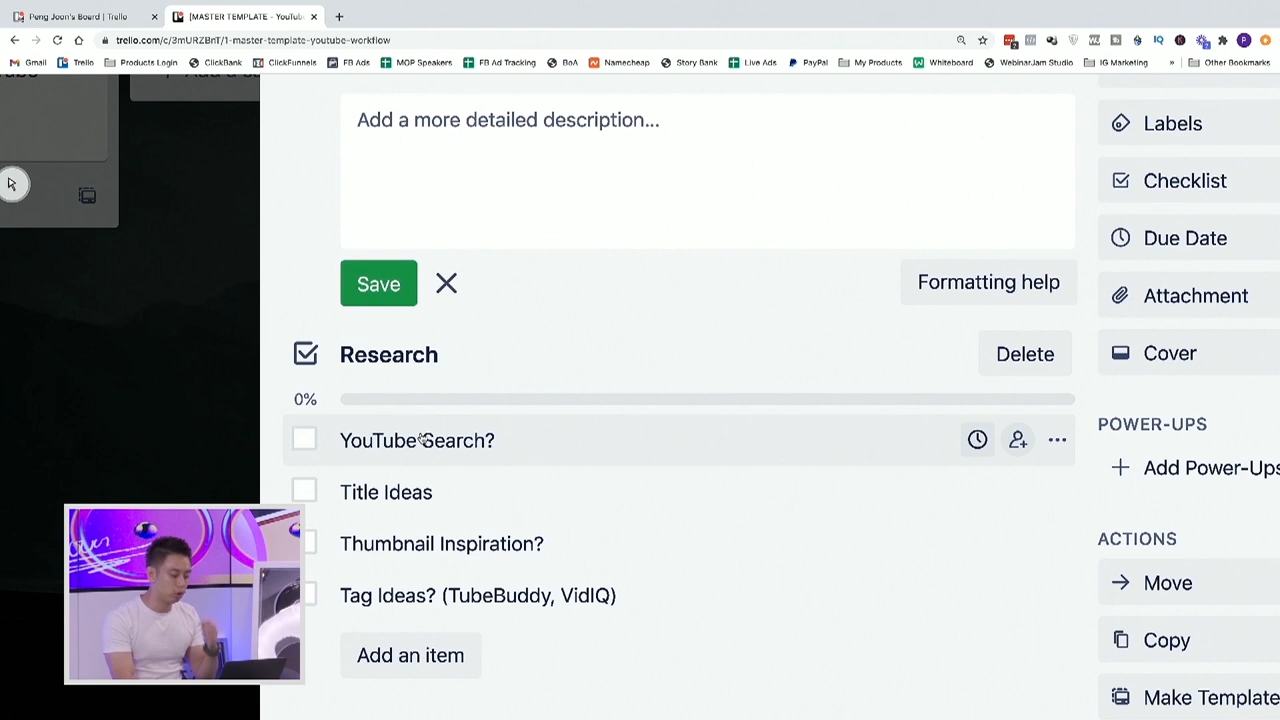 Peng Joon's Board | Trello
[MASTER TEMPLATE - YouTub
trello.com/c/3mURZBnT/1-master-template-youtube-workflow
Gmail Trello Products Login ClickBank ClickFunnels FB Ads MOP Speakers FB Ad Tracking BoA Namecheap Story Bank Live Ads PayPal My Products Whiteboard WebinarJam Studio IG Marketing » Other Bookmarks
Add a more detailed description...
Labels
Checklist
Due Date
Save
Formatting help
Attachment
Research
Delete
Cover
0%
POWER-UPS
YouTube Search?
Add Power-Ups
Title Ideas
ACTIONS
Thumbnail Inspiration?
Move
Tag Ideas? (TubeBuddy, VidIQ)
Copy
Add an item
Make Template